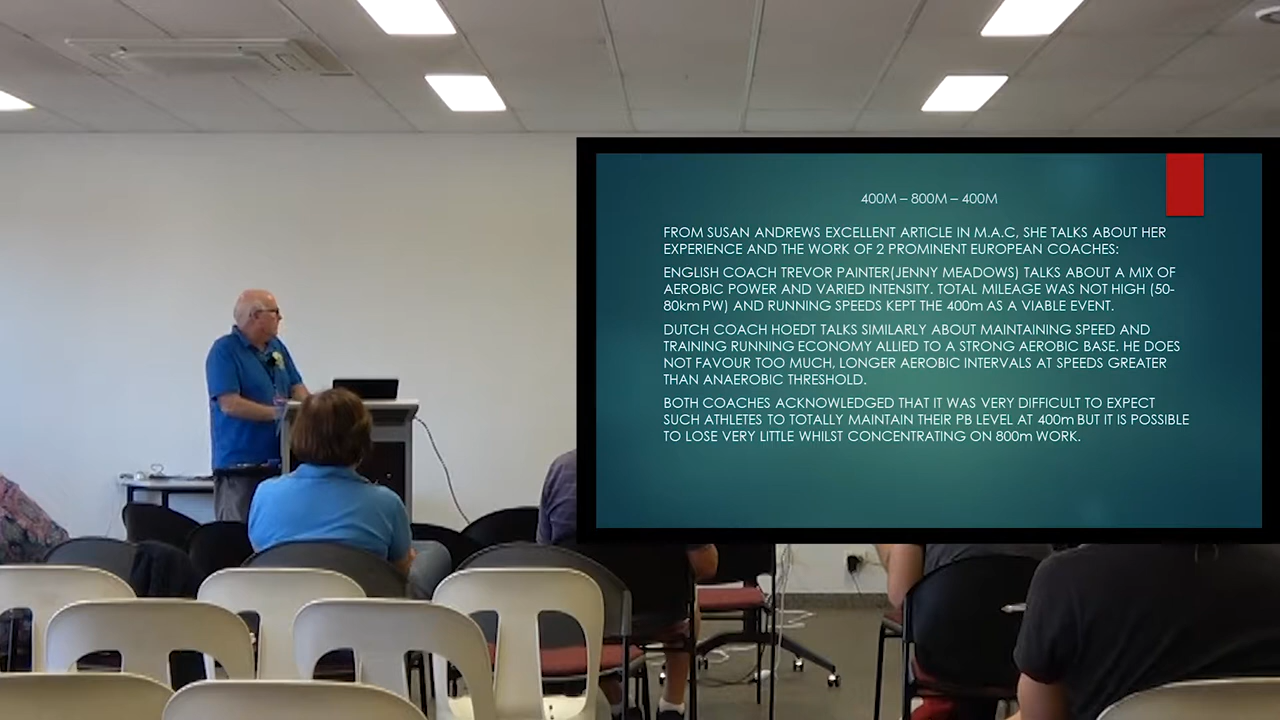 400M – 800M – 400M
FROM SUSAN ANDREWS EXCELLENT ARTICLE IN M.A.C, SHE TALKS ABOUT HER
EXPERIENCE AND THE WORK OF 2 PROMINENT EUROPEAN COACHES:
ENGLISH COACH TREVOR PAINTER(JENNY MEADOWS) TALKS ABOUT A MIX OF
AEROBIC POWER AND VARIED INTENSITY. TOTAL MILEAGE WAS NOT HIGH (50-
80km PW) AND RUNNING SPEEDS KEPT THE 400m AS A VIABLE EVENT.
DUTCH COACH HOEDT TALKS SIMILARLY ABOUT MAINTAINING SPEED AND
TRAINING RUNNING ECONOMY ALLIED TO A STRONG AEROBIC BASE. HE DOES
NOT FAVOUR TOO MUCH, LONGER AEROBIC INTERVALS AT SPEEDS GREATER
THAN ANAEROBIC THRESHOLD.
BOTH COACHES ACKNOWLEDGED THAT IT WAS VERY DIFFICULT TO EXPECT
SUCH ATHLETES TO TOTALLY MAINTAIN THEIR PB LEVEL AT 400m BUT IT IS POSSIBLE
TO LOSE VERY LITTLE WHILST CONCENTRATING ON 800m WORK.